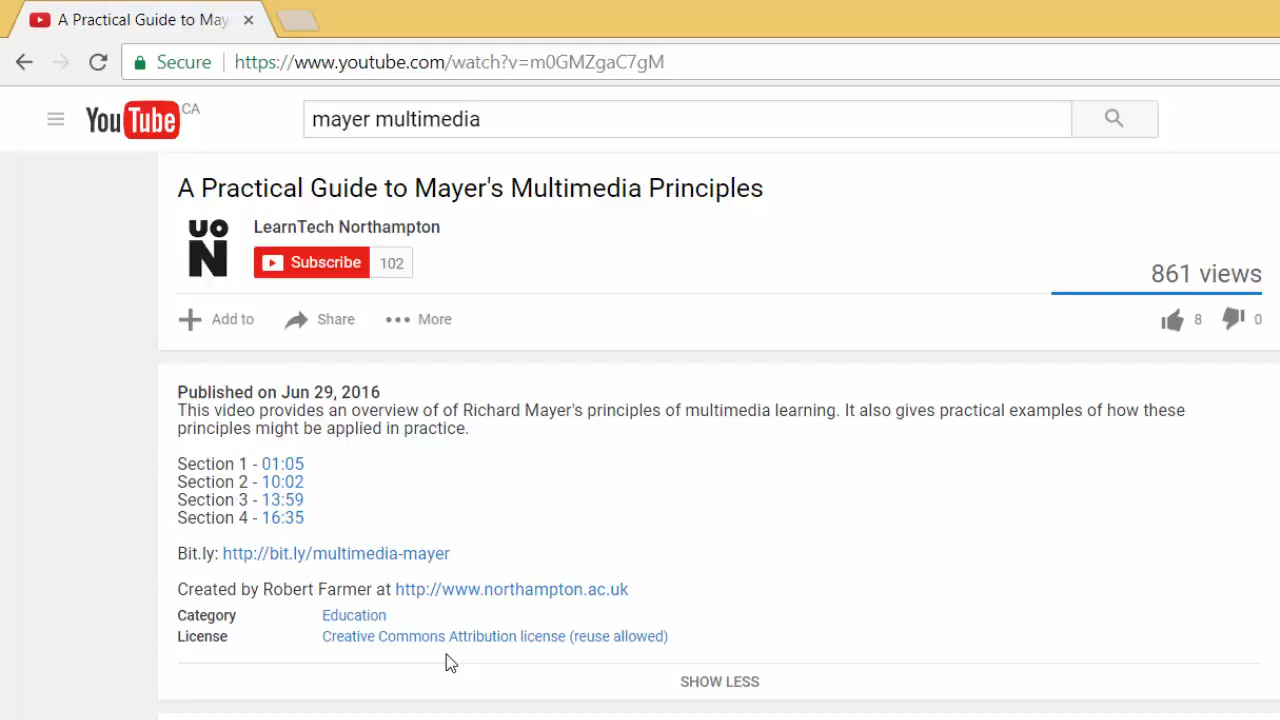 A Practical Guide to May
Secure https://www.youtube.com/watch?v=m0GMZgaC7gM
YouTube CA
mayer multimedia
A Practical Guide to Mayer's Multimedia Principles
UON
LearnTech Northampton
Subscribe 102
861 views
Add to Share More 8 0
Published on Jun 29, 2016
This video provides an overview of of Richard Mayer's principles of multimedia learning. It also gives practical examples of how these
principles might be applied in practice.
Section 1 - 01:05
Section 2 - 10:02
Section 3 - 13:59
Section 4 - 16:35
Bit.ly: http://bit.ly/multimedia-mayer
Created by Robert Farmer at http://www.northampton.ac.uk
Category Education
License Creative Commons Attribution license (reuse allowed)
SHOW LESS